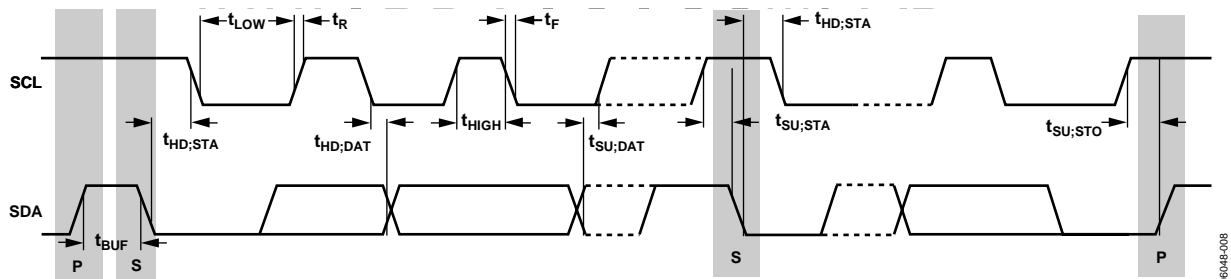 tLOW
tR
tF
tHD;STA
SCL
tHD;STA
tHD;DAT
tHIGH
tSU;DAT
tSU;STA
tSU;STO
SDA
tBUF
P
S
S
P
6048-008